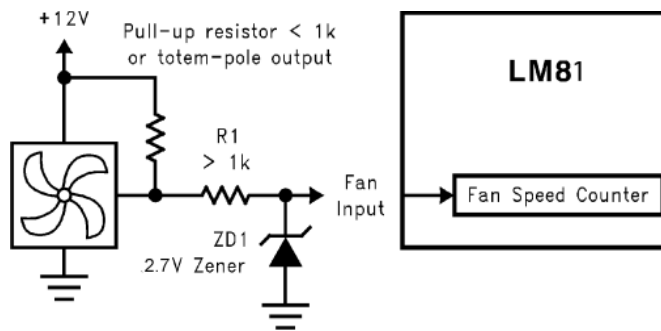 +12V
Pull-up resistor < 1k
or totem-pole output
R1
> 1k
Fan
Input
ZD1
2.7V Zener
LM81
Fan Speed Counter